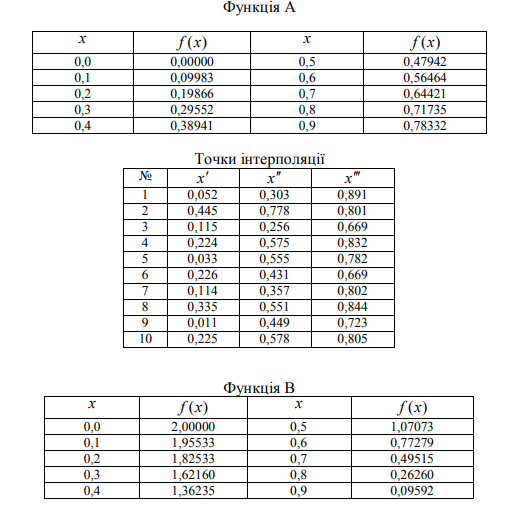 Функція А
x f(x) x f(x)
0,0 0,00000 0,5 0,47942
0,1 0,09983 0,6 0,56464
0,2 0,19866 0,7 0,64421
0,3 0,29552 0,8 0,71735
0,4 0,38941 0,9 0,78332
Точки інтерполяції
№ x′ x″ x‴
1 0,052 0,303 0,891
2 0,445 0,778 0,801
3 0,115 0,256 0,669
4 0,224 0,575 0,832
5 0,033 0,555 0,782
6 0,226 0,431 0,669
7 0,114 0,357 0,802
8 0,335 0,551 0,844
9 0,011 0,449 0,723
10 0,225 0,578 0,805
Функція В
x f(x) x f(x)
0,0 2,00000 0,5 1,07073
0,1 1,95533 0,6 0,77279
0,2 1,82533 0,7 0,49515
0,3 1,62160 0,8 0,26260
0,4 1,36235 0,9 0,09592